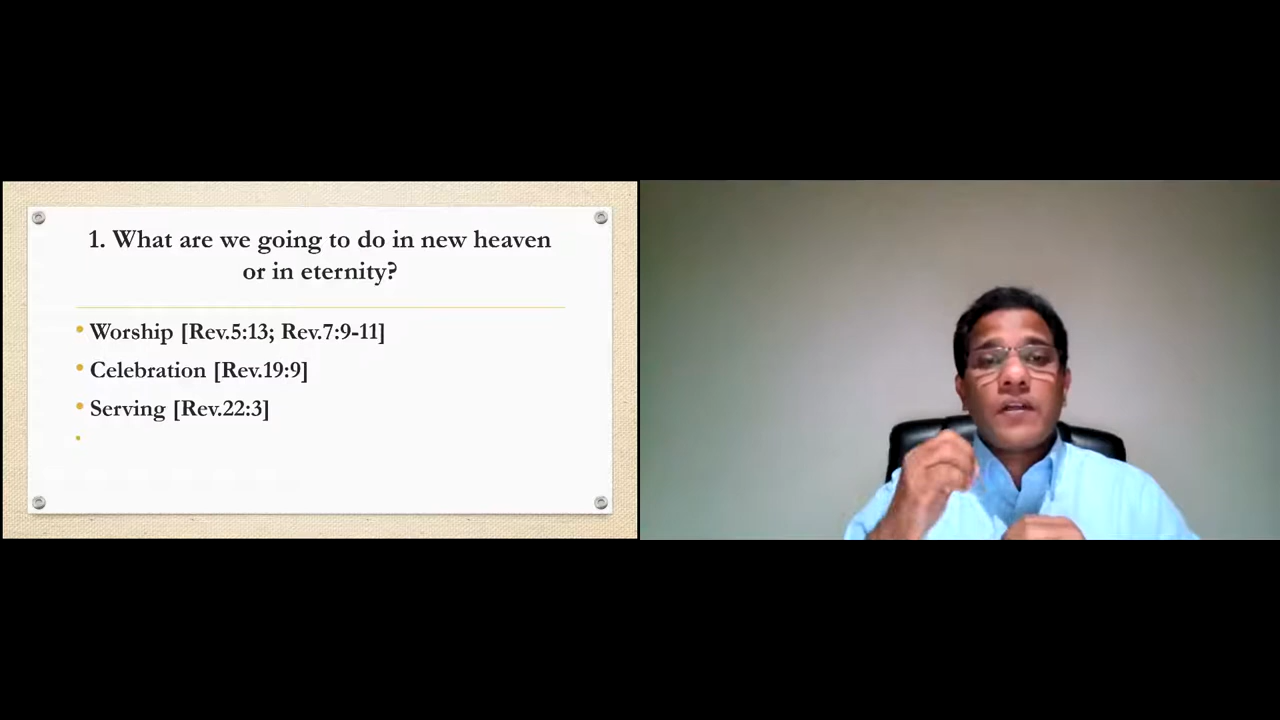 1. What are we going to do in new heaven
or in eternity?
• Worship [Rev.5:13; Rev.7:9-11]
• Celebration [Rev.19:9]
• Serving [Rev.22:3]
•